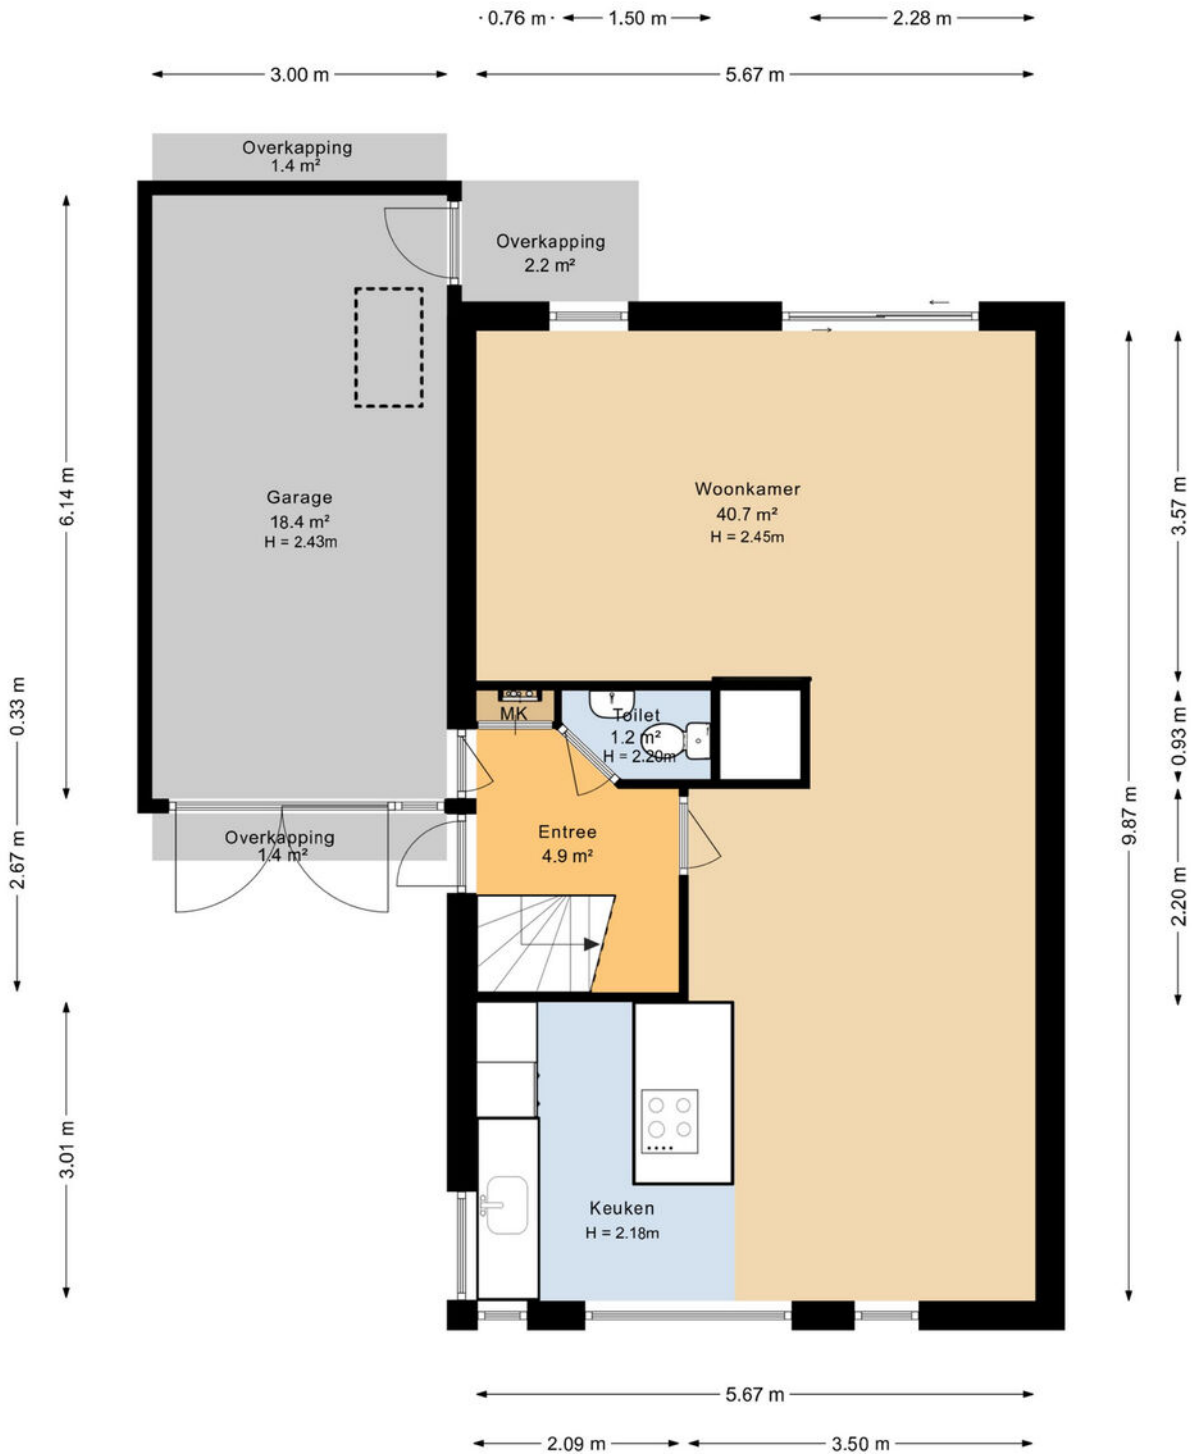 0.76 m
1.50 m
2.28 m
3.00 m
5.67 m
Overkapping
1.4 m²
Overkapping
2.2 m²
6.14 m
Garage
18.4 m²
H = 2.43m
Woonkamer
40.7 m²
H = 2.45m
3.57 m
0.33 m
MK
Toilet
1.2 m²
H = 2.20m
0.93 m
Overkapping
1.4 m²
Entree
4.9 m²
9.87 m
2.67 m
2.20 m
3.01 m
Keuken
H = 2.18m
5.67 m
2.09 m
3.50 m